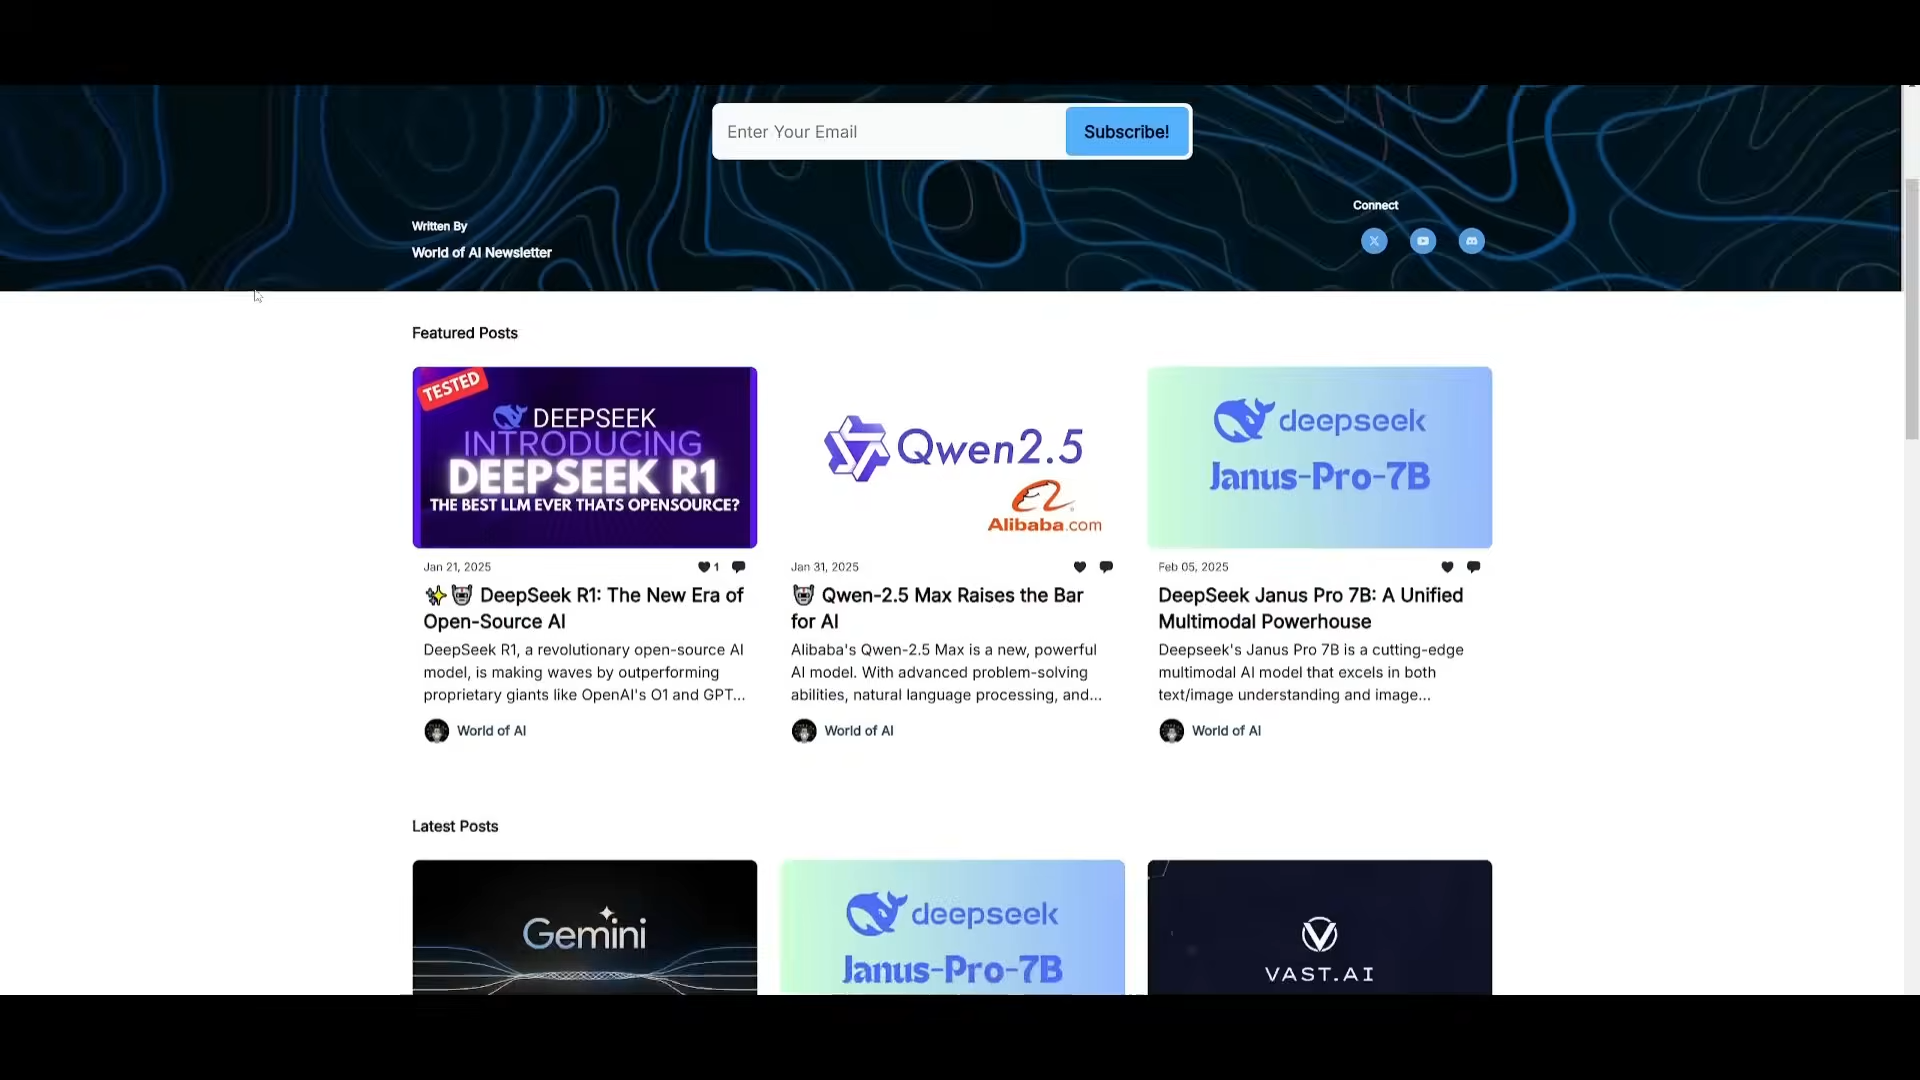 Enter Your Email
Subscribe!
Connect
Written By
World of AI Newsletter
Featured Posts
TESTED
DEEPSEEK
INTRODUCING
DEEPSEEK R1
THE BEST LLM EVER THATS OPENSOURCE?
Jan 21, 2025
1
DeepSeek R1: The New Era of
Open-Source AI
DeepSeek R1, a revolutionary open-source AI
model, is making waves by outperforming
proprietary giants like OpenAI's O1 and GPT...
World of AI
Qwen2.5
Alibaba.com
Jan 31, 2025
Qwen-2.5 Max Raises the Bar
for AI
Alibaba's Qwen-2.5 Max is a new, powerful
AI model. With advanced problem-solving
abilities, natural language processing, and...
World of AI
deepseek
Janus-Pro-7B
Feb 05, 2025
DeepSeek Janus Pro 7B: A Unified
Multimodal Powerhouse
Deepseek's Janus Pro 7B is a cutting-edge
multimodal AI model that excels in both
text/image understanding and image...
World of AI
Latest Posts
Gemini
deepseek
Janus-Pro-7B
VAST.AI